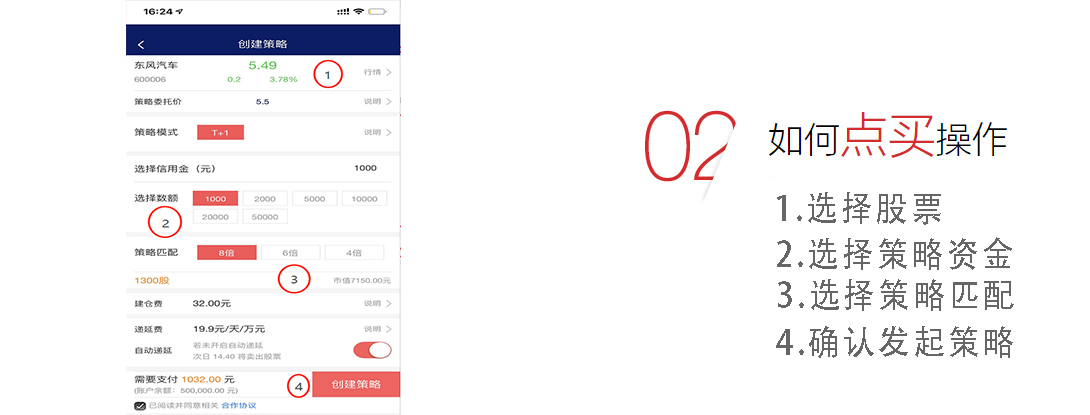 16:24
创建策略
东风汽车 5.49
600006 0.2 3.78% 1 行情
策略委托价 5.5 说明
策略模式 T+1 说明
选择信用金（元） 1000
选择数额 1000 2000 5000 10000
2 20000 50000
策略匹配 8倍 6倍 4倍
1300股 3 市值7150.00元
建仓费 32.00元 说明
递延费 19.9元/天/万元 说明
自动递延 若未开启自动递延
次日 14.40 将卖出股票
需要支付 1032.00 元 4 创建策略
(账户余额：500,000.00 元)
已阅读并同意相关 合作协议
02 如何点买操作
1.选择股票
2.选择策略资金
3.选择策略匹配
4.确认发起策略